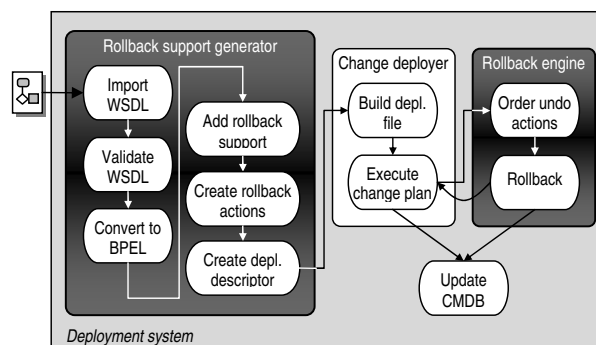 Rollback support generator
Import
WSDL
Validate
WSDL
Convert to
BPEL
Add rollback
support
Create rollback
actions
Create depl.
descriptor
Change deployer
Build depl.
file
Execute
change plan
Rollback engine
Order undo
actions
Rollback
Update
CMDB
Deployment system